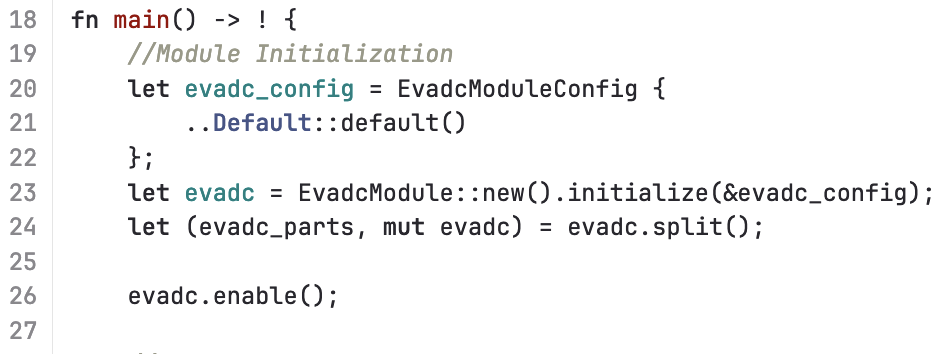 18 fn main() -> ! {
19 //Module Initialization
20 let evadc_config = EvadcModuleConfig {
21 ..Default::default()
22 };
23 let evadc = EvadcModule::new().initialize(&evadc_config);
24 let (evadc_parts, mut evadc) = evadc.split();
25
26 evadc.enable();
27